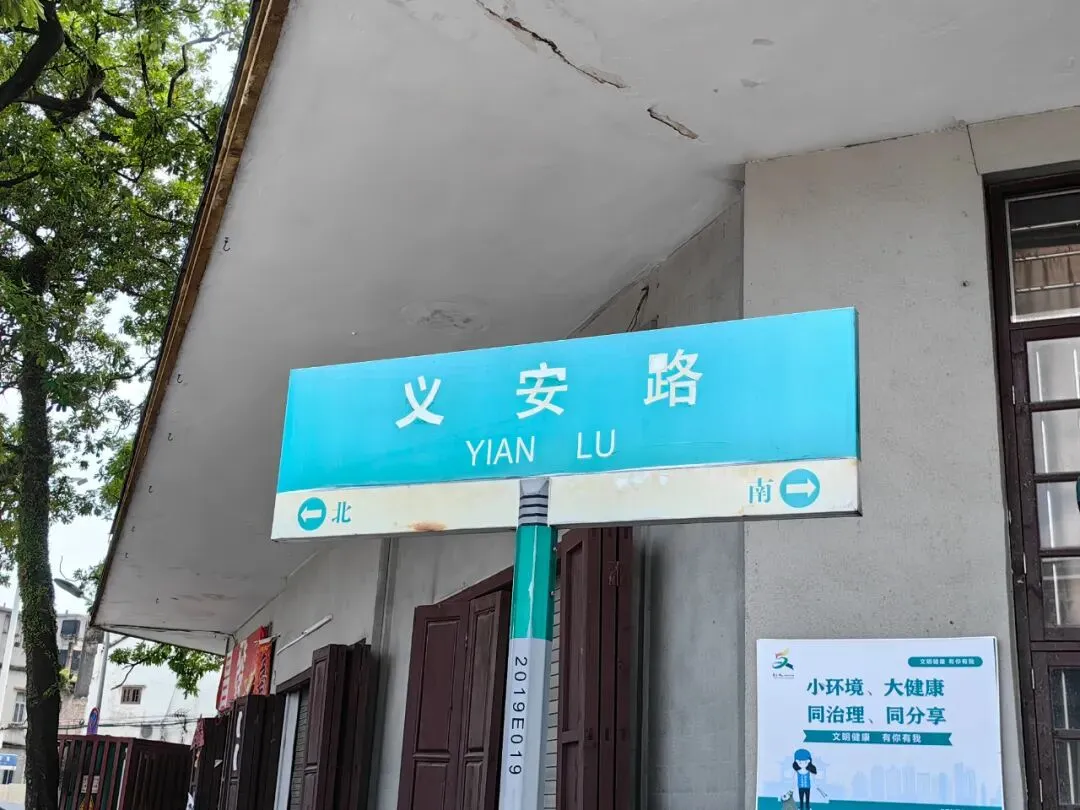 义安路
YIAN LU
北
南
2019E019
文明健康 有你有我
小环境、大健康
同治理、同分享
文明健康 有你有我